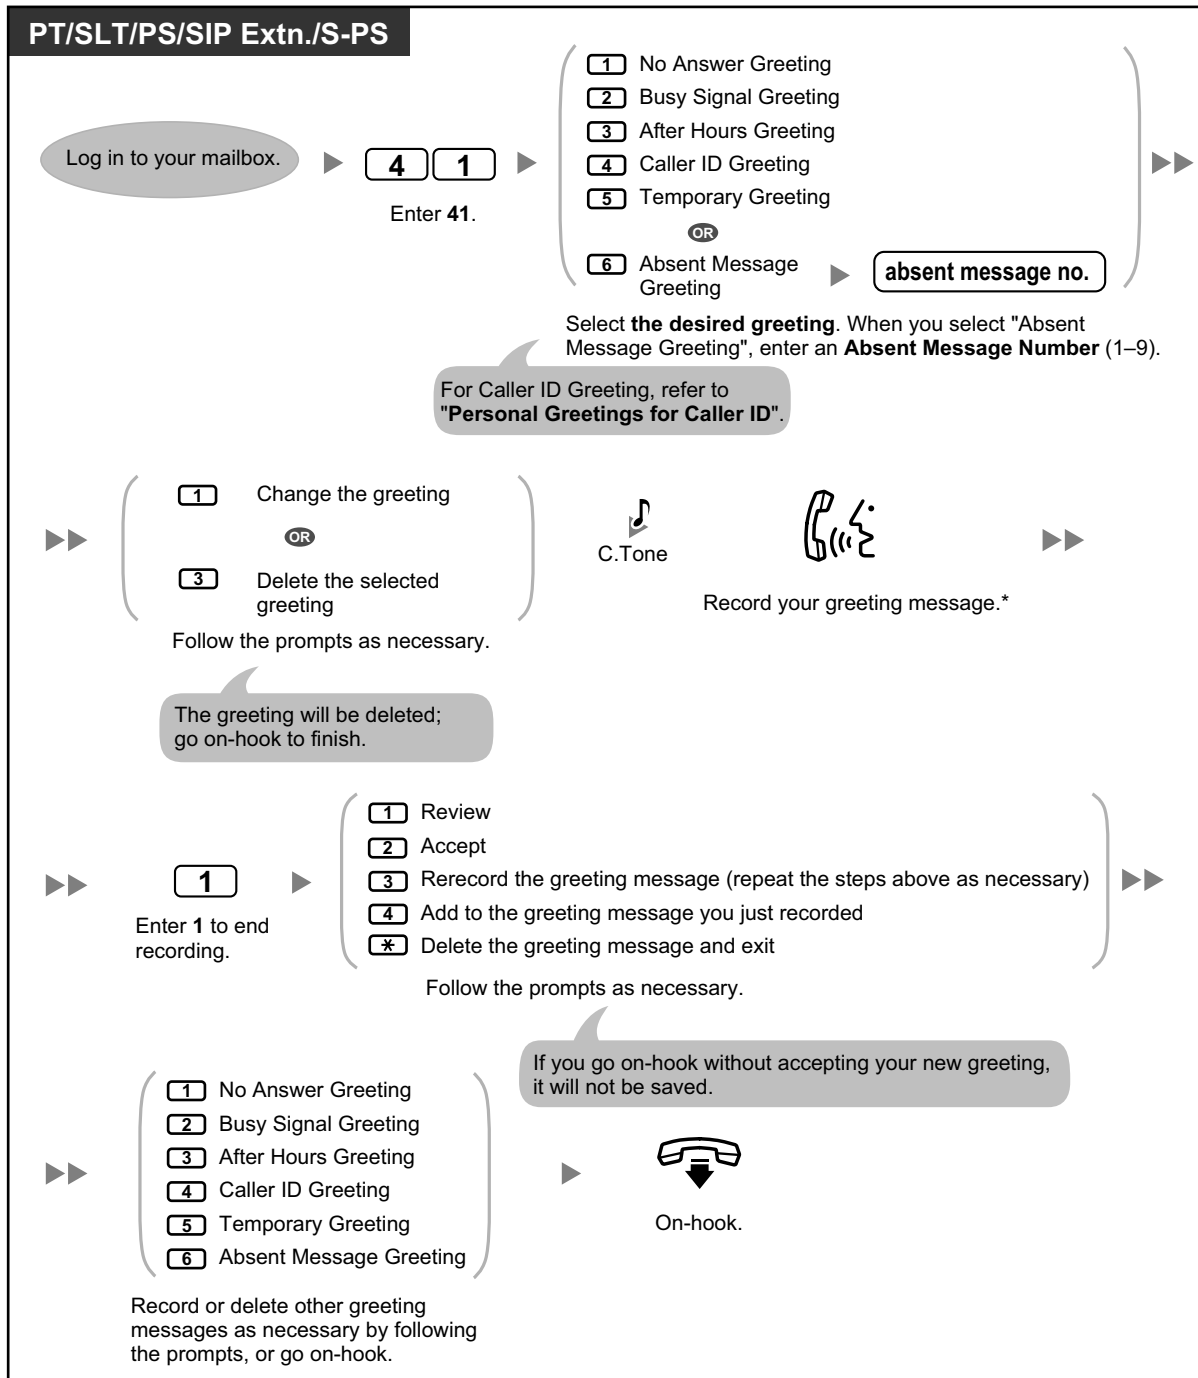 PT/SLT/PS/SIP Extn./S-PS
Log in to your mailbox.
4 1
Enter 41.
1 No Answer Greeting
2 Busy Signal Greeting
3 After Hours Greeting
4 Caller ID Greeting
5 Temporary Greeting
OR
6 Absent Message
Greeting
absent message no.
Select the desired greeting. When you select "Absent
Message Greeting", enter an Absent Message Number (1–9).
For Caller ID Greeting, refer to
"Personal Greetings for Caller ID".
1 Change the greeting
OR
3 Delete the selected
greeting
Follow the prompts as necessary.
The greeting will be deleted;
go on-hook to finish.
C.Tone
Record your greeting message.*
1
Enter 1 to end
recording.
1 Review
2 Accept
3 Rerecord the greeting message (repeat the steps above as necessary)
4 Add to the greeting message you just recorded
* Delete the greeting message and exit
Follow the prompts as necessary.
If you go on-hook without accepting your new greeting,
it will not be saved.
1 No Answer Greeting
2 Busy Signal Greeting
3 After Hours Greeting
4 Caller ID Greeting
5 Temporary Greeting
6 Absent Message Greeting
Record or delete other greeting
messages as necessary by following
the prompts, or go on-hook.
On-hook.